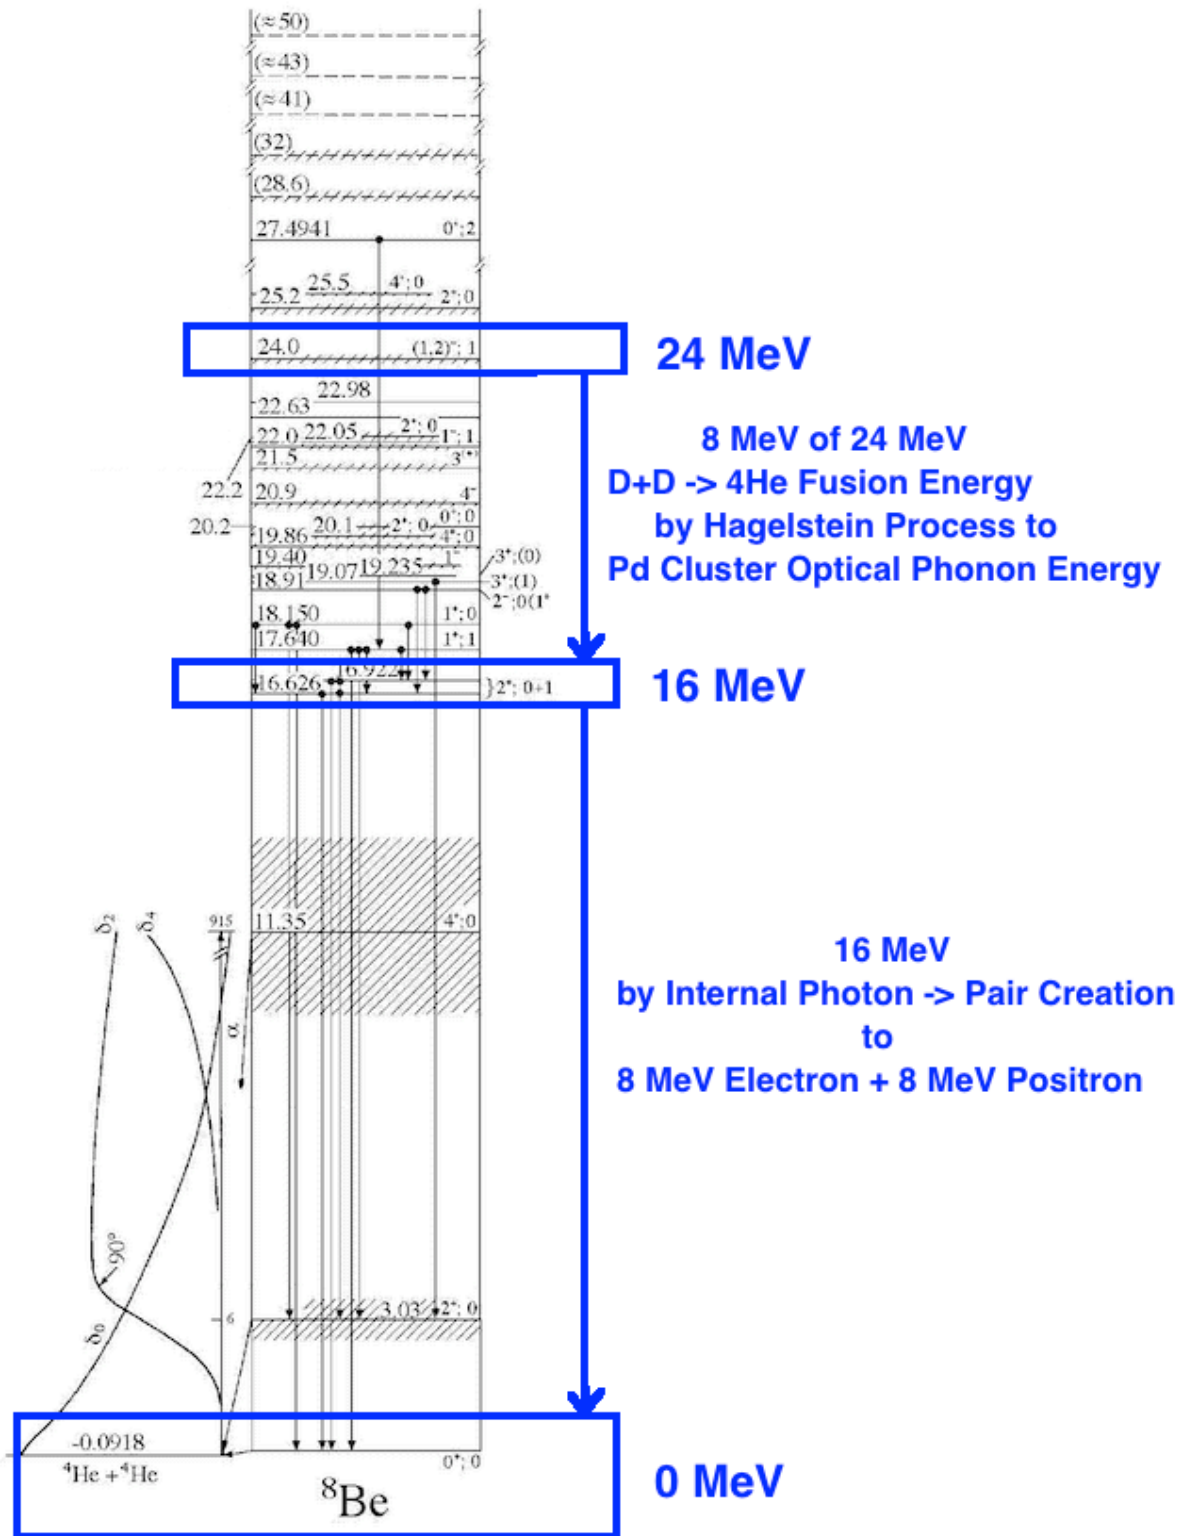 (≈50)
(≈43)
(≈41)
(32)
(28.6)
27.4941 0⁺; 2
25.5 4⁺; 0
25.2 2⁺; 0
24.0 (1,2)⁻; 1
24 MeV
22.98
22.63
2⁺; 0
22.0 22.05 1⁻; 1
21.5 3⁽⁺⁾
22.2
20.9 4⁻
0⁺; 0
20.2 20.1 2⁺; 0
19.86 4⁺; 0
19.40 1⁻
19.235 3⁺;(0)
18.91 19.07 3⁺;(1)
2⁻; 0(1⁺
18.150 1⁺; 0
17.640 1⁺; 1
8 MeV of 24 MeV
D+D -> 4He Fusion Energy
by Hagelstein Process to
Pd Cluster Optical Phonon Energy
6.922
16.626 }2⁺; 0+1
16 MeV
δ₂ δ₄ 915 11.35 4⁺;0
α
16 MeV
by Internal Photon -> Pair Creation
to
8 MeV Electron + 8 MeV Positron
90°
6 3.03 2⁺; 0
δ₀
-0.0918
⁴He + ⁴He
0⁺; 0
⁸Be
0 MeV